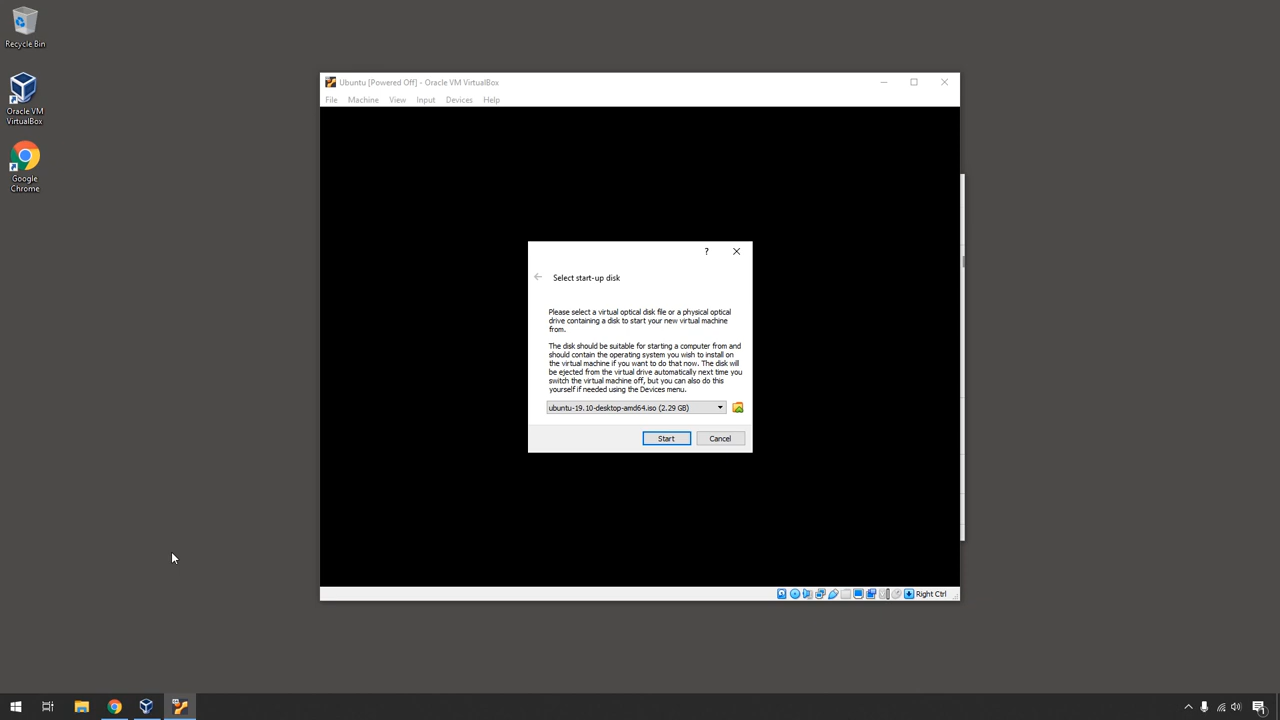 Recycle Bin
Oracle VM
VirtualBox
Google
Chrome
Ubuntu [Powered Off] - Oracle VM VirtualBox
File Machine View Input Devices Help
?
Select start-up disk
Please select a virtual optical disk file or a physical optical
drive containing a disk to start your new virtual machine
from.
The disk should be suitable for starting a computer from and
should contain the operating system you wish to install on
the virtual machine if you want to do that now. The disk will
be ejected from the virtual drive automatically next time you
switch the virtual machine off, but you can also do this
yourself if needed using the Devices menu.
ubuntu-19.10-desktop-amd64.iso (2.29 GB)
Start Cancel
Right Ctrl